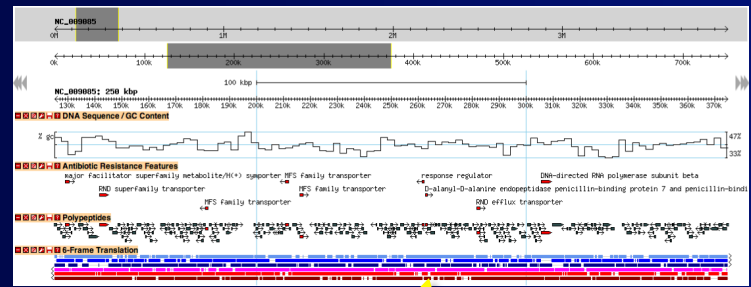 NC_009085
0M 1M 2M 3M
0k 100k 200k 300k 400k 500k 600k 700k
100 kbp
NC_009085: 250 kbp
130k 140k 150k 160k 170k 180k 190k 200k 210k 220k 230k 240k 250k 260k 270k 280k 290k 300k 310k 320k 330k 340k 350k 360k 370k
DNA Sequence / GC Content
% gc 47% 33%
Antibiotic Resistance Features
major facilitator superfamily metabolite/H(+) symporter MFS family transporter response regulator DNA-directed RNA polymerase subunit beta
RND superfamily transporter MFS family transporter D-alanyl-D-alanine endopeptidase penicillin-binding protein 7 and penicillin-bindi
MFS family transporter RND efflux transporter
Polypeptides
6-Frame Translation